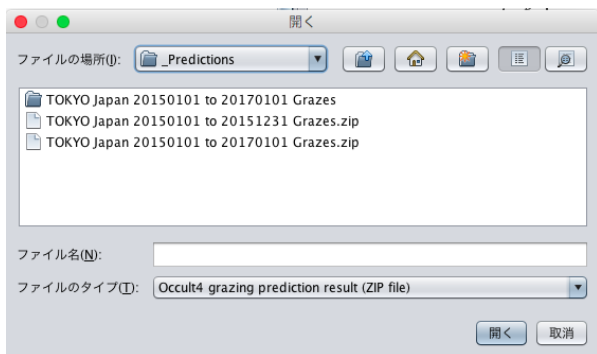 開く
ファイルの場所(I): _Predictions
TOKYO Japan 20150101 to 20170101 Grazes
TOKYO Japan 20150101 to 20151231 Grazes.zip
TOKYO Japan 20150101 to 20170101 Grazes.zip
ファイル名(N):
ファイルのタイプ(T): Occult4 grazing prediction result (ZIP file)
開く 取消